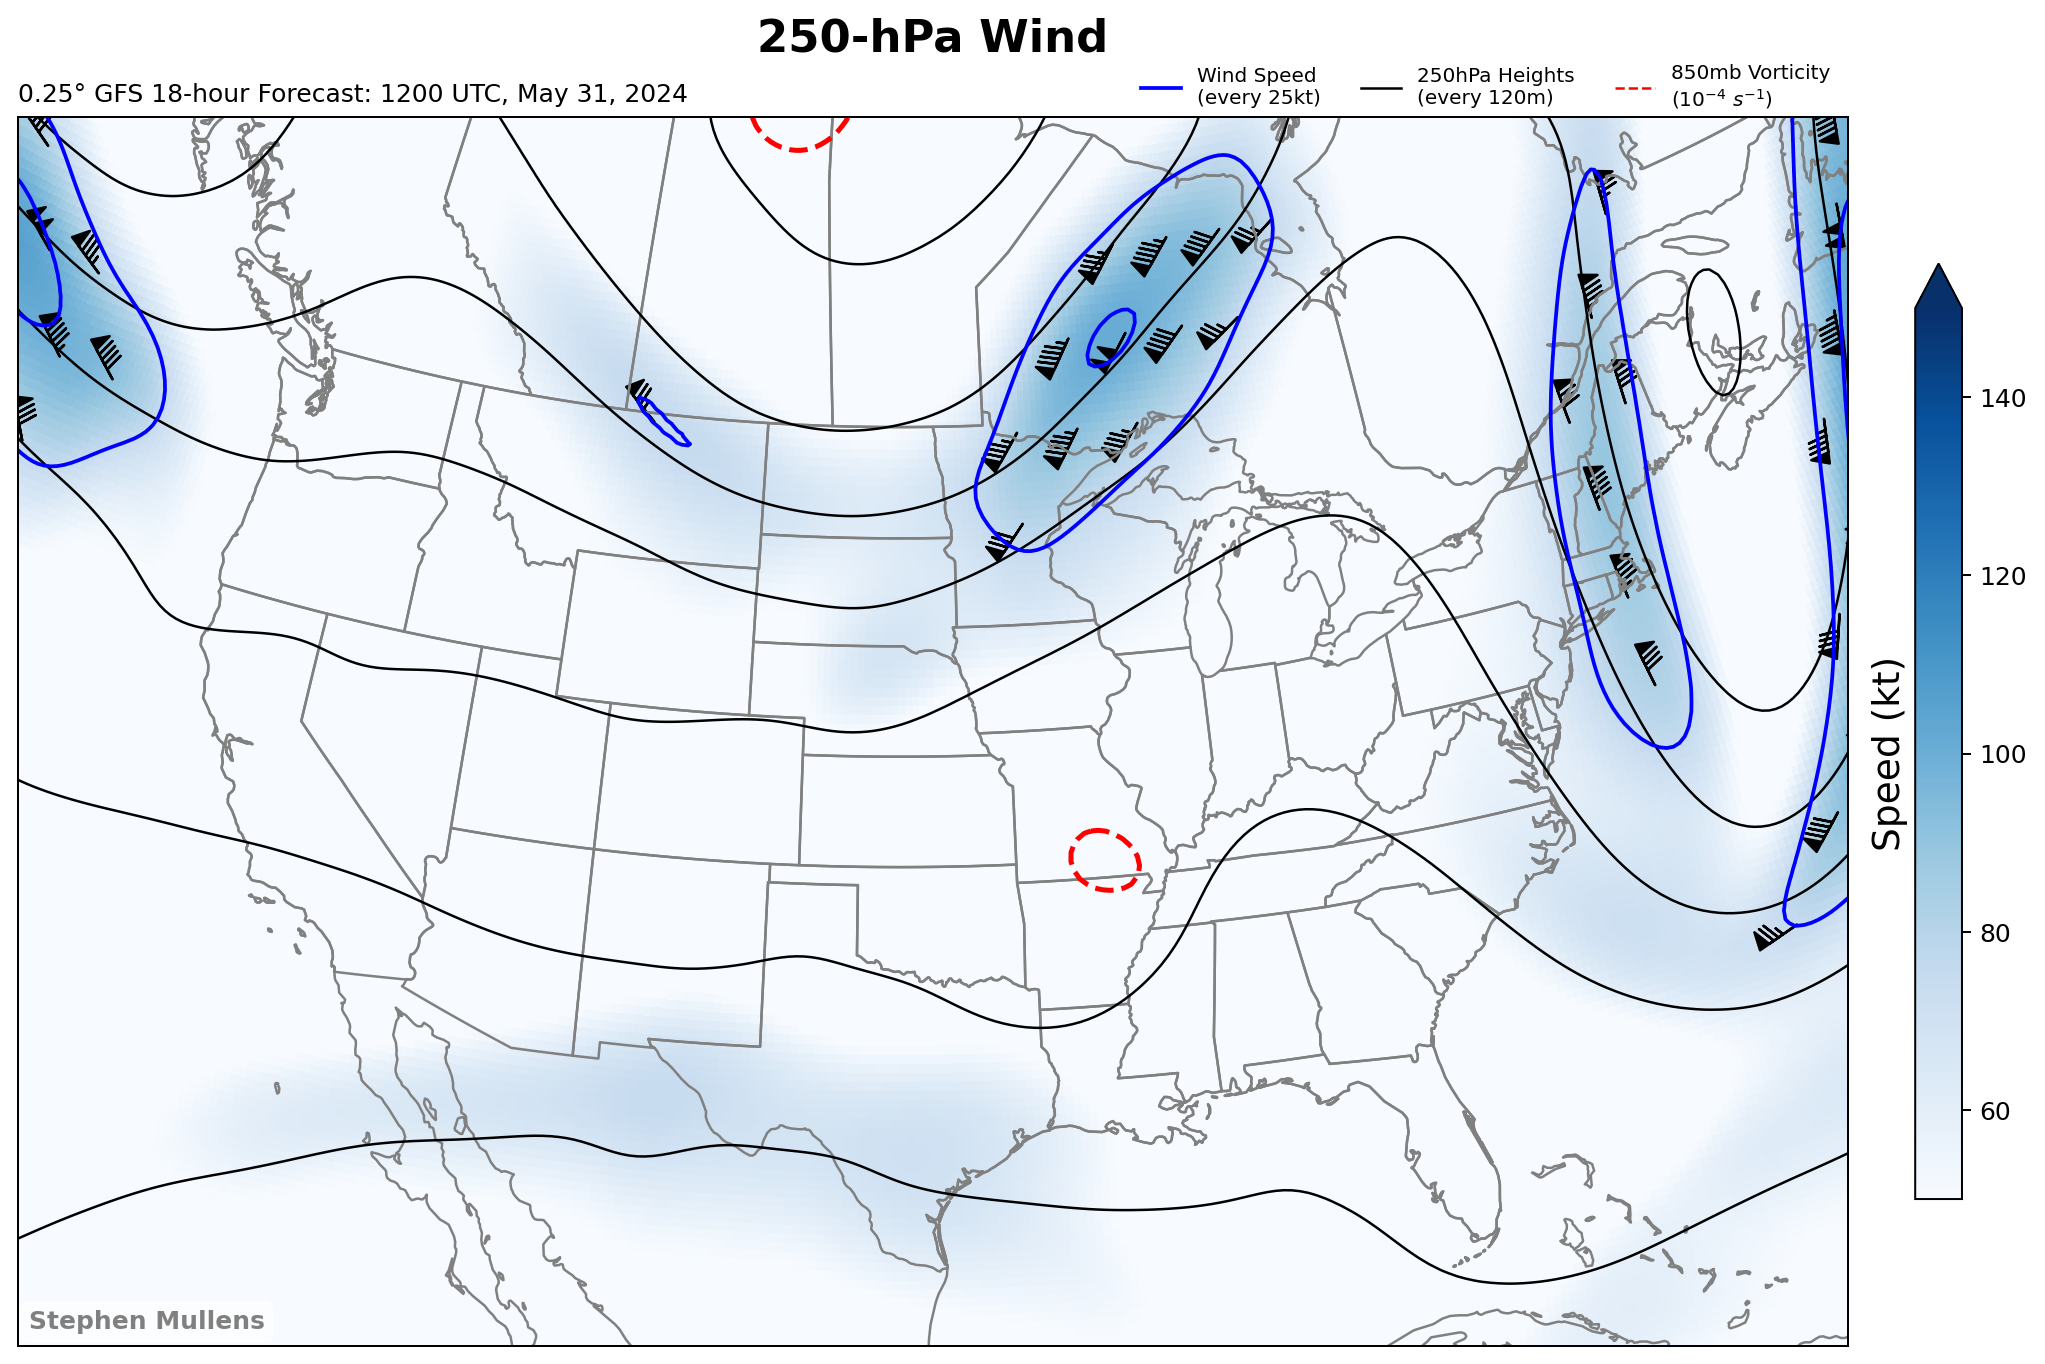 250-hPa Wind
0.25° GFS 18-hour Forecast: 1200 UTC, May 31, 2024
Wind Speed
(every 25kt)
250hPa Heights
(every 120m)
850mb Vorticity
(10⁻⁴ s⁻¹)
140
120
100
80
60
Speed (kt)
Stephen Mullens